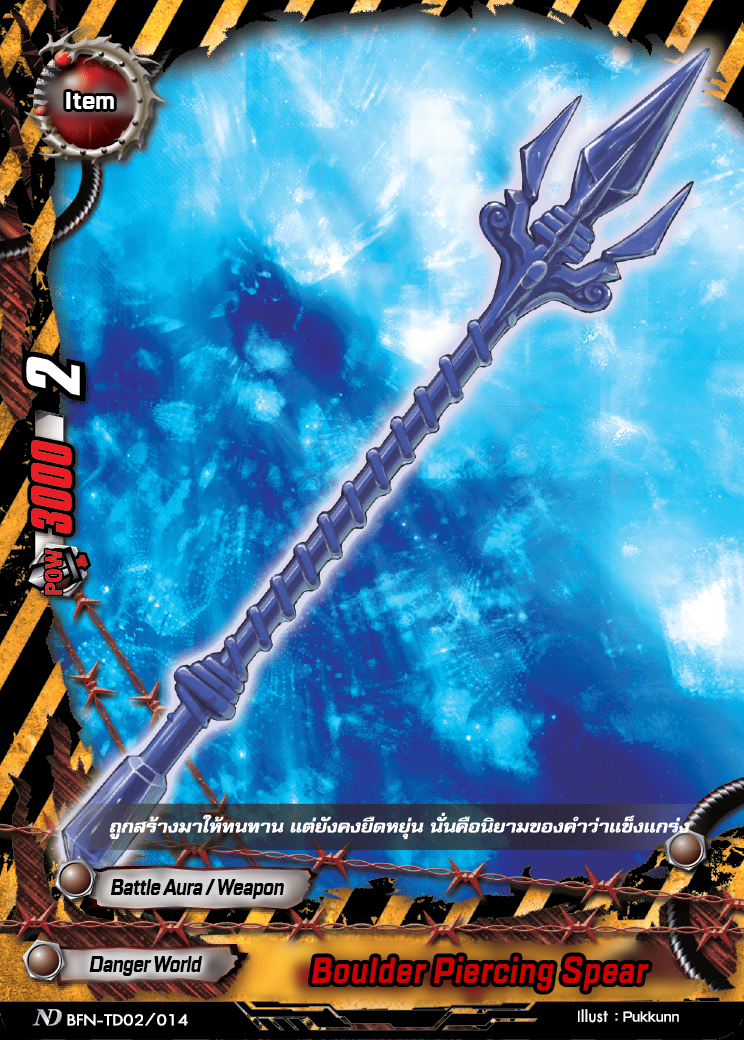 Item
2
POW 3000
ถูกสร้างมาให้ทนทาน แต่ยังคงยืดหยุ่น นั่นคือนิยามของคำว่าแข็งแกร่ง
Battle Aura / Weapon
Danger World
Boulder Piercing Spear
ND BFN-TD02/014
Illust : Pukkunn